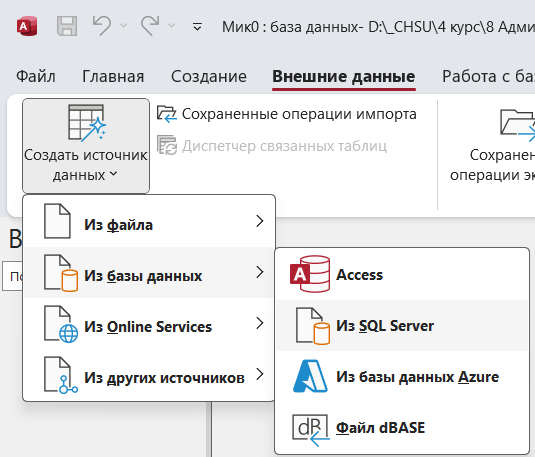 Мик0 : база данных- D:\_CHSU\4 курс\8 Адми
Файл Главная Создание Внешние данные Работа с ба
Создать источник данных
Сохраненные операции импорта
Диспетчер связанных таблиц
Сохранен
операции эк
Из файла
Из базы данных
Из Online Services
Из других источников
Access
Из SQL Server
Из базы данных Azure
Файл dBASE